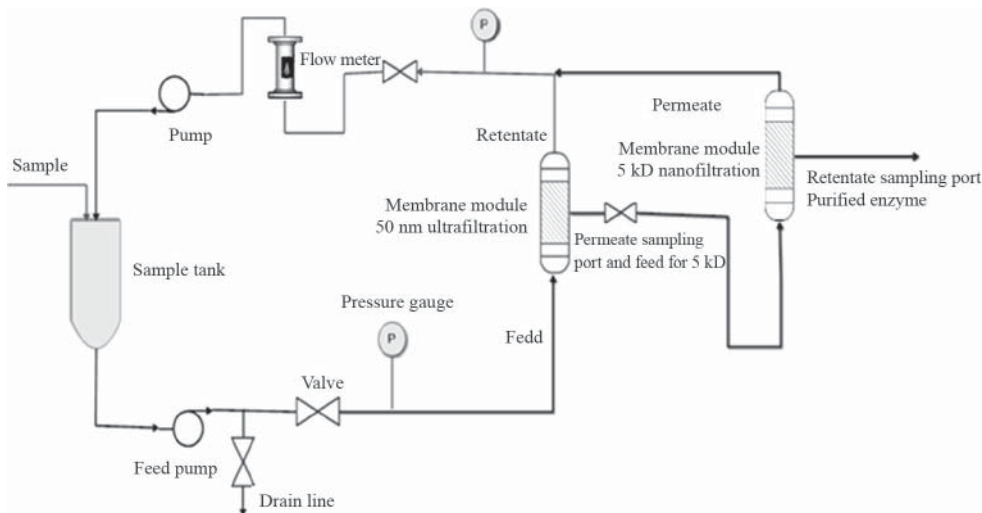 P
Flow meter
Permeate
Pump
Retentate
Membrane module
5 kD nanofiltration
Sample
Retentate sampling port
Purified enzyme
Membrane module
50 nm ultrafiltration
Permeate sampling
port and feed for 5 kD
Sample tank
Pressure gauge
P
Fedd
Valve
Feed pump
Drain line